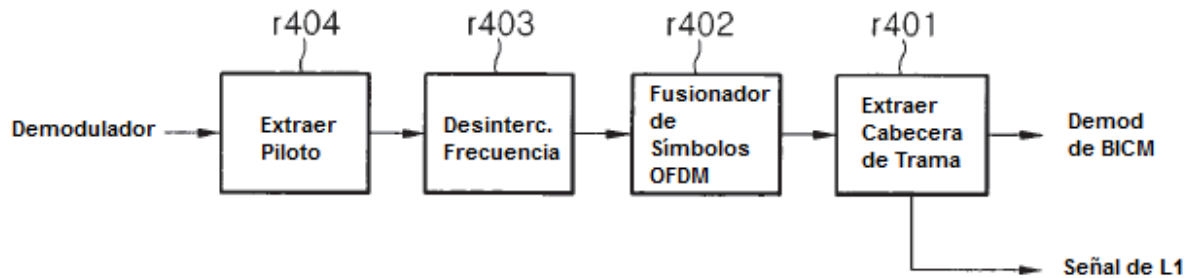 r404
r403
r402
r401
Demodulador
Extraer
Piloto
Desinterc.
Frecuencia
Fusionador
de
Símbolos
OFDM
Extraer
Cabecera
de Trama
Demod
de BICM
Señal de L1